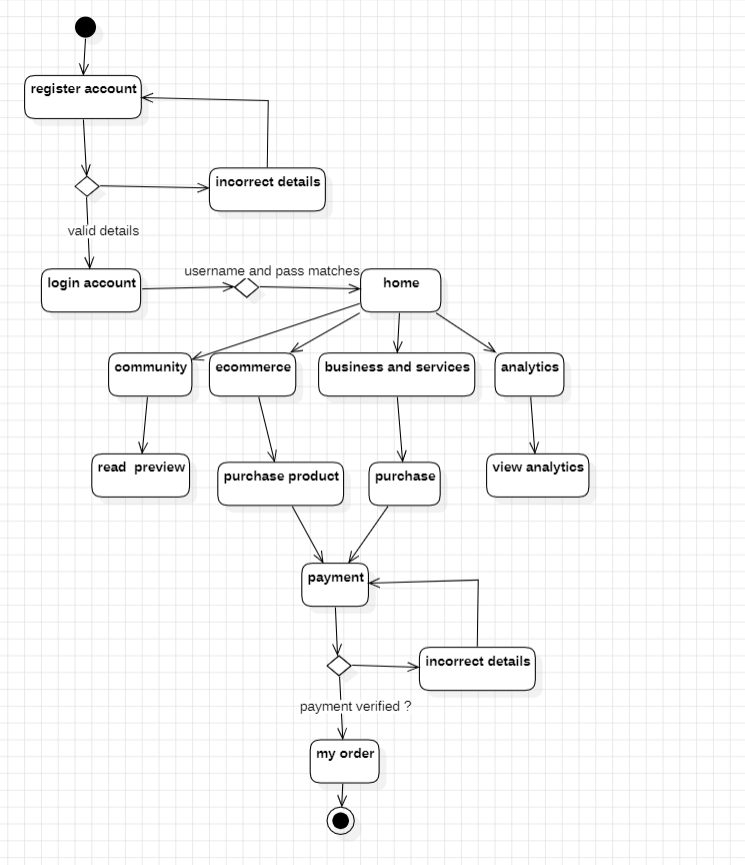 register account
incorrect details
valid details
login account
username and pass matches
home
community
ecommerce
business and services
analytics
read  preview
purchase product
purchase
view analytics
payment
incorrect details
payment verified ?
my order